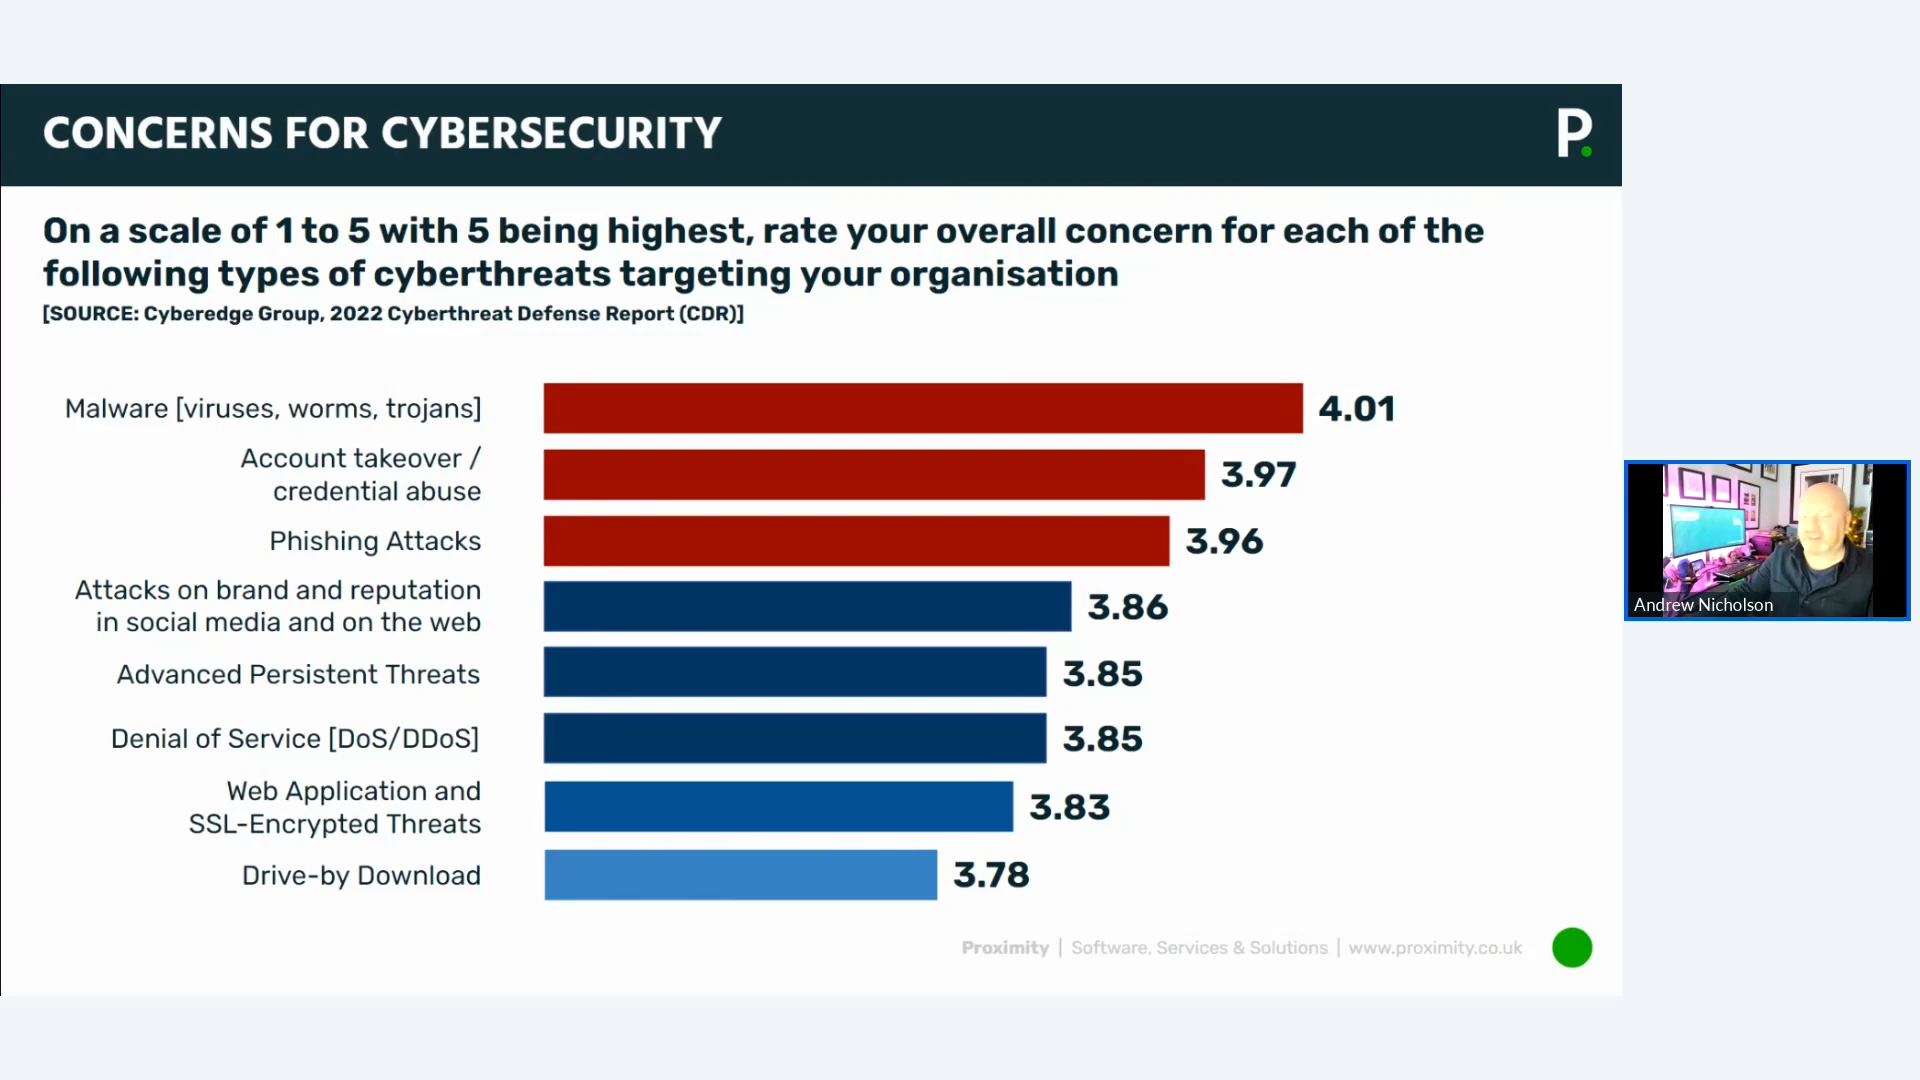 CONCERNS FOR CYBERSECURITY
P.
On a scale of 1 to 5 with 5 being highest, rate your overall concern for each of the
following types of cyberthreats targeting your organisation
[SOURCE: Cyberedge Group, 2022 Cyberthreat Defense Report (CDR)]
Malware [viruses, worms, trojans]
4.01
Account takeover /
credential abuse
3.97
Phishing Attacks
3.96
Attacks on brand and reputation
in social media and on the web
3.86
Advanced Persistent Threats
3.85
Denial of Service [DoS/DDoS]
3.85
Web Application and
SSL-Encrypted Threats
3.83
Drive-by Download
3.78
Proximity | Software, Services & Solutions | www.proximity.co.uk
Andrew Nicholson